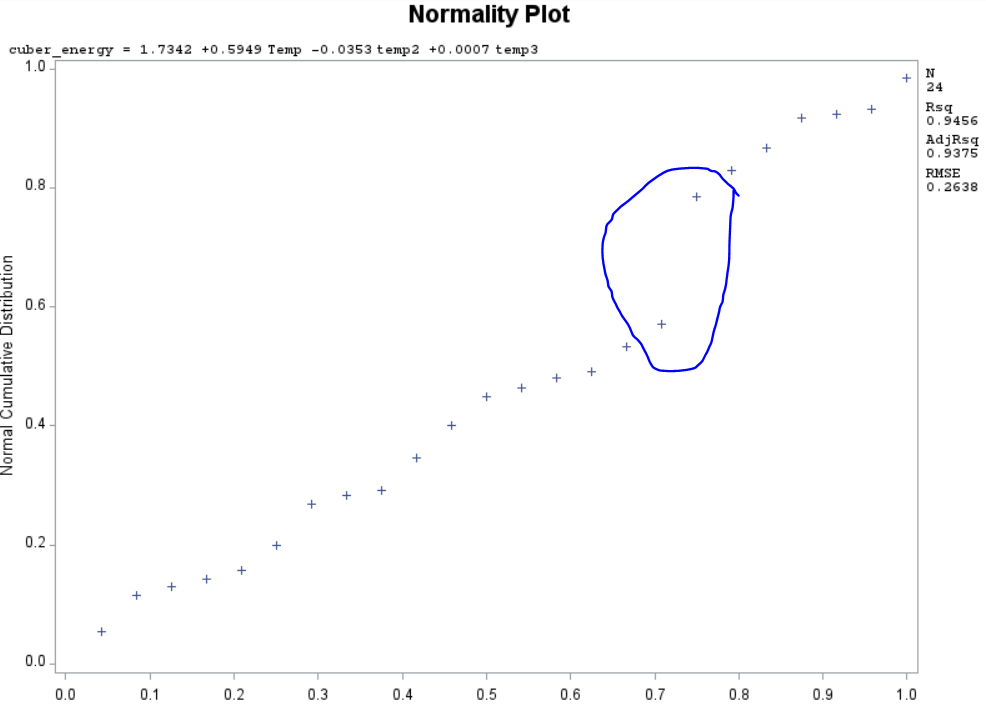 Normality Plot
cuber_energy = 1.7342 +0.5949 Temp -0.0353 temp2 +0.0007 temp3
1.0
0.8
0.6
0.4
0.2
0.0
Normal Cumulative Distribution
0.0 0.1 0.2 0.3 0.4 0.5 0.6 0.7 0.8 0.9 1.0
N
24
Rsq
0.9456
AdjRsq
0.9375
RMSE
0.2638